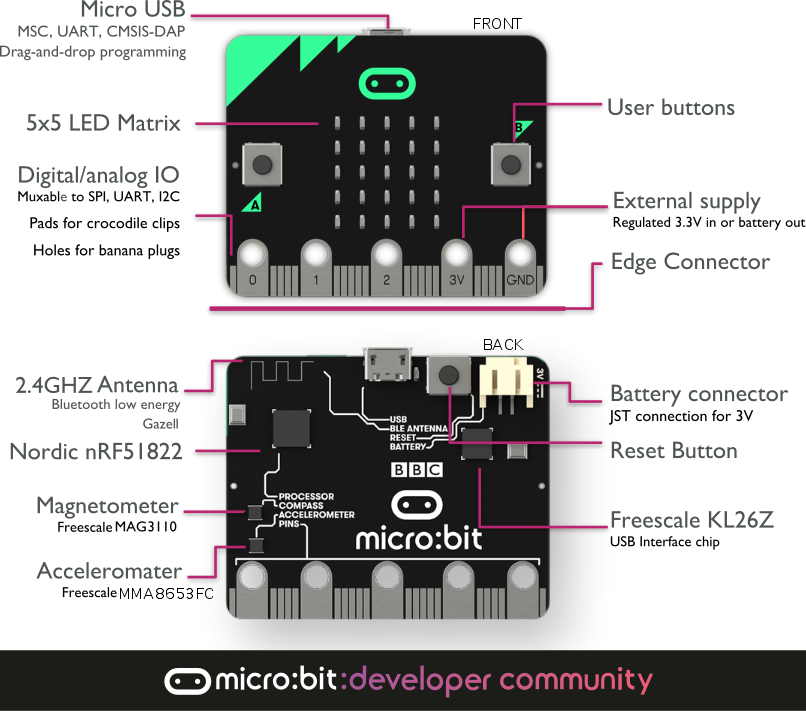 Micro USB
MSC, UART, CMSIS-DAP
Drag-and-drop programming
FRONT
5x5 LED Matrix
User buttons
B
Digital/analog IO
Muxable to SPI, UART, I2C
Pads for crocodile clips
Holes for banana plugs
A
External supply
Regulated 3.3V in or battery out
0 1 2 3V GND
Edge Connector
BACK
2.4GHZ Antenna
Bluetooth low energy
Gazell
3V
Battery connector
JST connection for 3V
USB
BLE ANTENNA
RESET
BATTERY
Nordic nRF51822
Reset Button
BBC
Magnetometer
Freescale MAG3110
PROCESSOR
COMPASS
ACCELEROMETER
PINS
micro:bit
Freescale KL26Z
USB Interface chip
Acceleromater
Freescale MMA8653FC
micro:bit:developer community